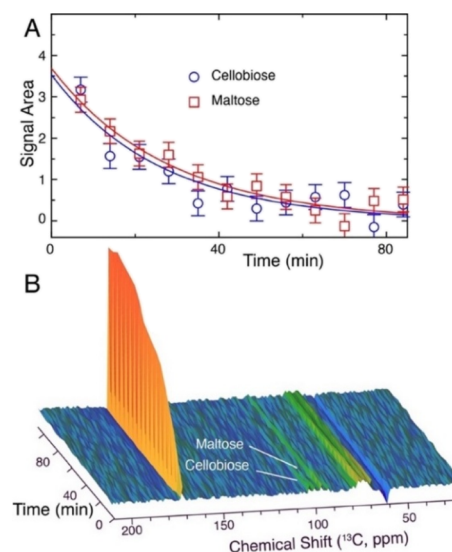 A
4
3
2
1
0
Signal Area
Cellobiose
Maltose
0
40
80
Time (min)
B
Maltose
Cellobiose
80
40
0
Time (min)
200
150
100
50
Chemical Shift (¹³C, ppm)